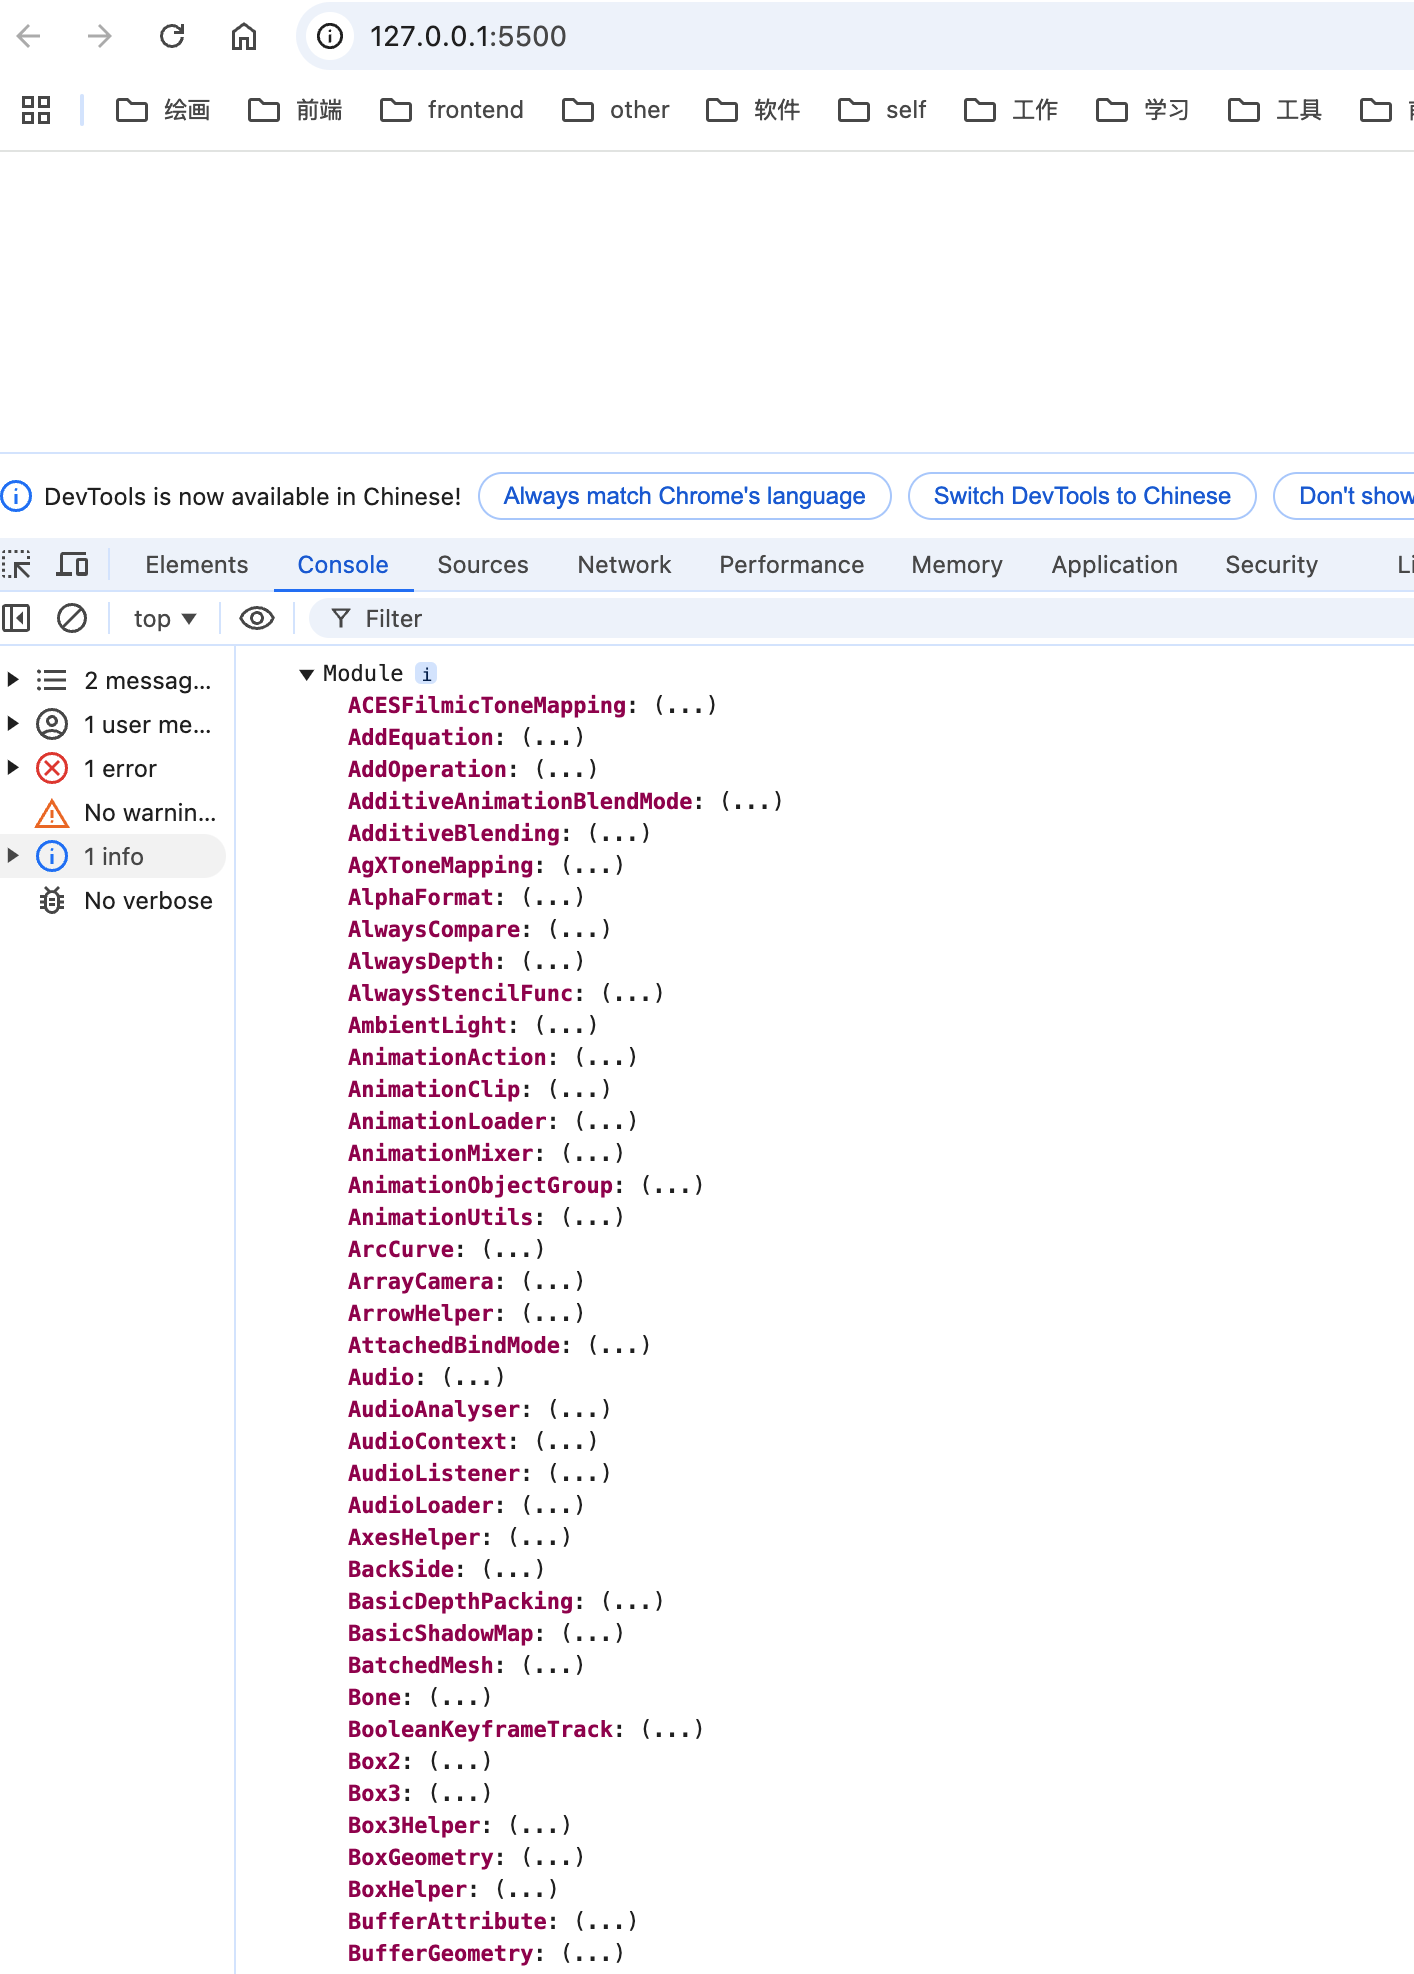 127.0.0.1:5500
绘画 前端 frontend other 软件 self 工作 学习 工具
DevTools is now available in Chinese! Always match Chrome's language Switch DevTools to Chinese Don't show
Elements Console Sources Network Performance Memory Application Security Li
top Filter
2 messag...
1 user me...
1 error
No warnin...
1 info
No verbose
Module i
ACESFilmicToneMapping: (...)
AddEquation: (...)
AddOperation: (...)
AdditiveAnimationBlendMode: (...)
AdditiveBlending: (...)
AgXToneMapping: (...)
AlphaFormat: (...)
AlwaysCompare: (...)
AlwaysDepth: (...)
AlwaysStencilFunc: (...)
AmbientLight: (...)
AnimationAction: (...)
AnimationClip: (...)
AnimationLoader: (...)
AnimationMixer: (...)
AnimationObjectGroup: (...)
AnimationUtils: (...)
ArcCurve: (...)
ArrayCamera: (...)
ArrowHelper: (...)
AttachedBindMode: (...)
Audio: (...)
AudioAnalyser: (...)
AudioContext: (...)
AudioListener: (...)
AudioLoader: (...)
AxesHelper: (...)
BackSide: (...)
BasicDepthPacking: (...)
BasicShadowMap: (...)
BatchedMesh: (...)
Bone: (...)
BooleanKeyframeTrack: (...)
Box2: (...)
Box3: (...)
Box3Helper: (...)
BoxGeometry: (...)
BoxHelper: (...)
BufferAttribute: (...)
BufferGeometry: (...)